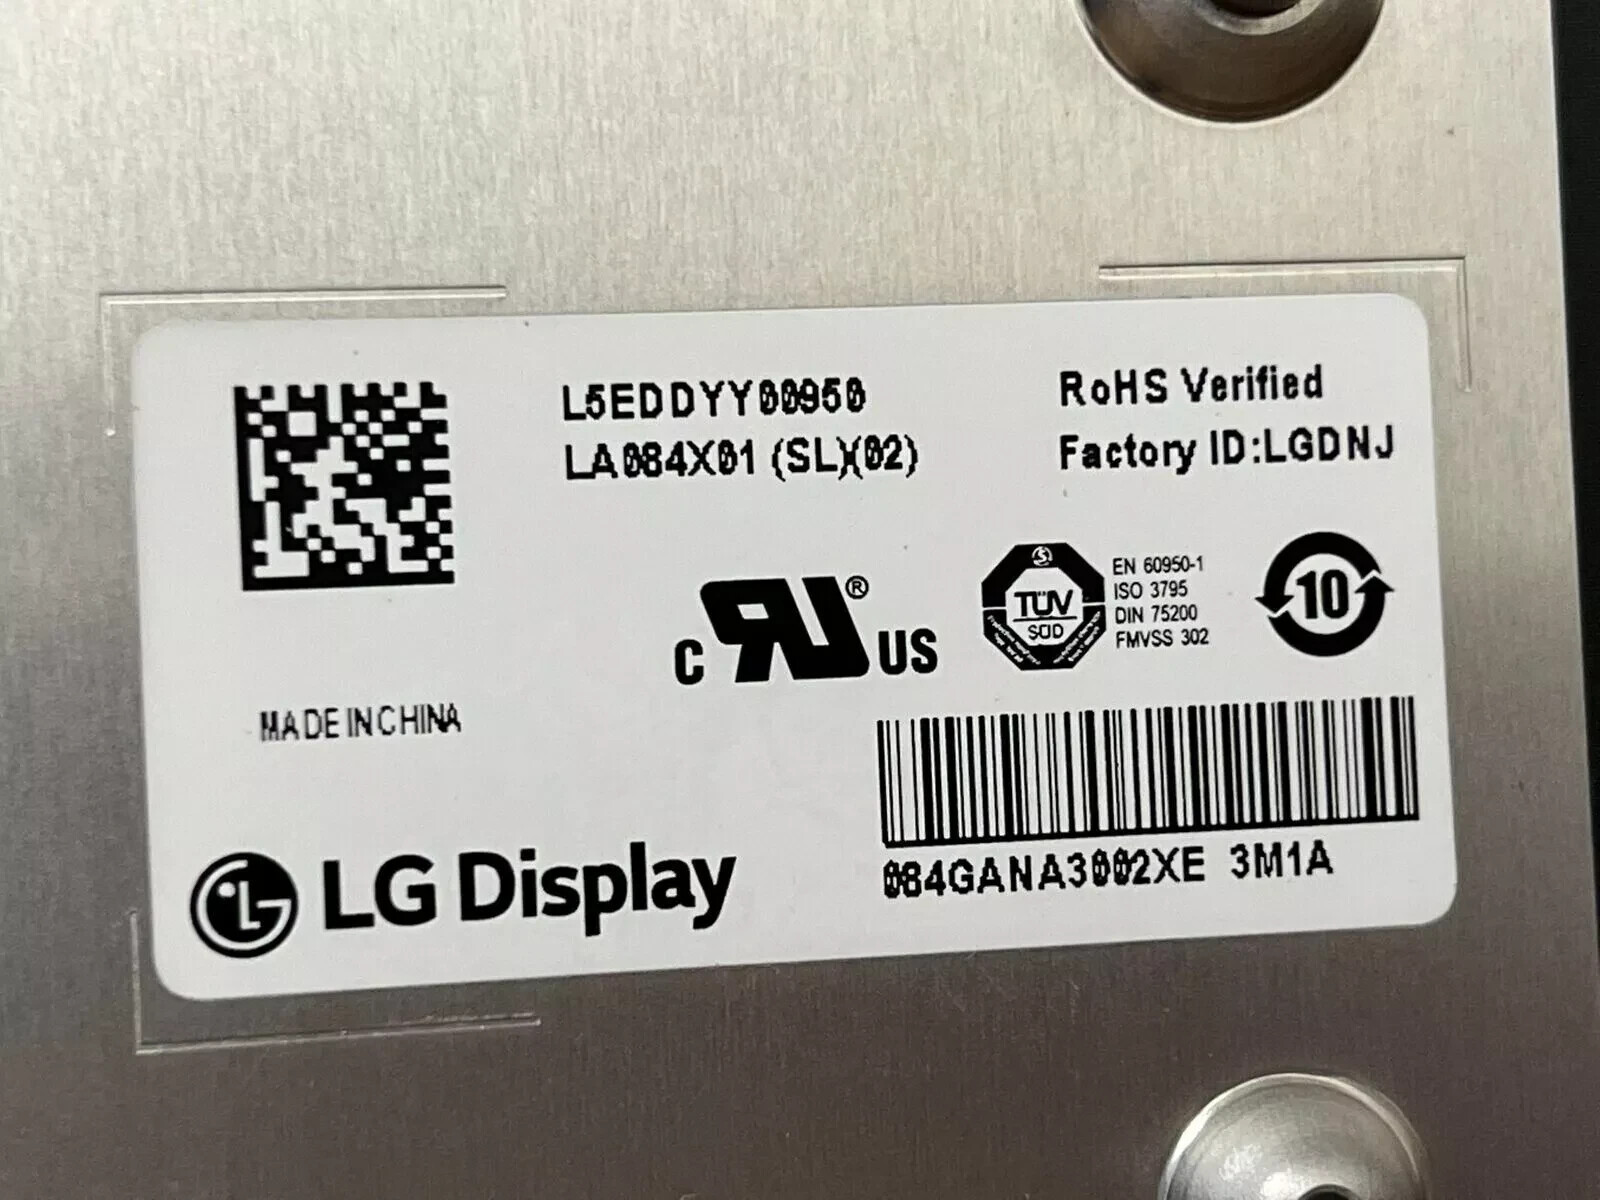 L5EDDYY00950
LA084X01 (SL)(02)
RoHS Verified
Factory ID:LGDNJ
c RU ® US
TÜV
SÜD
EN 60950-1
ISO 3795
DIN 75200
FMVSS 302
10
MADE IN CHINA
LG Display
084GANA3002XE 3M1A